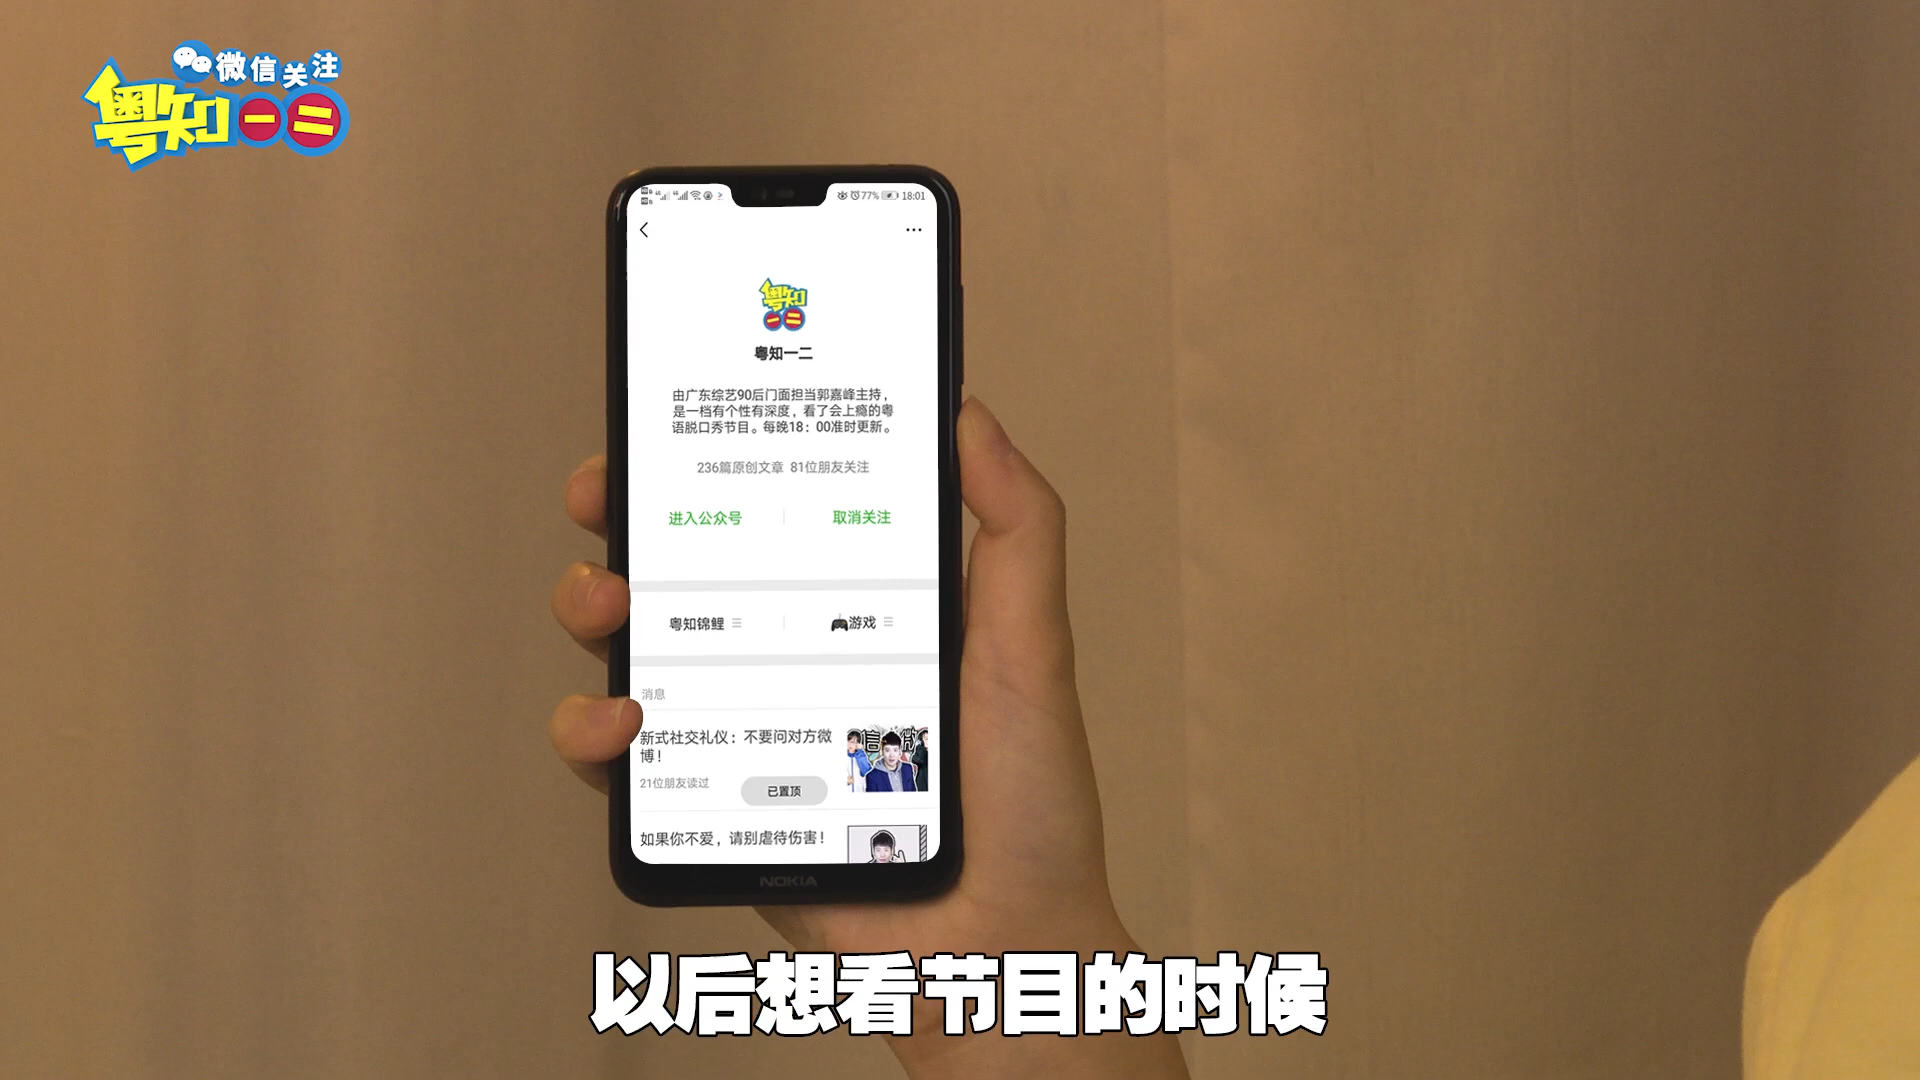 微信关注
粤知一二
77% 18:01
粤知
一二
粤知一二
由广东综艺90后门面担当郭嘉峰主持，
是一档有个性有深度，看了会上瘾的粤
语脱口秀节目。每晚18：00准时更新。
236篇原创文章 81位朋友关注
进入公众号 取消关注
粤知锦鲤 游戏
消息
新式社交礼仪：不要问对方微
博！
21位朋友读过
已置顶
如果你不爱，请别虐待伤害！
NOKIA
以后想看节目的时候